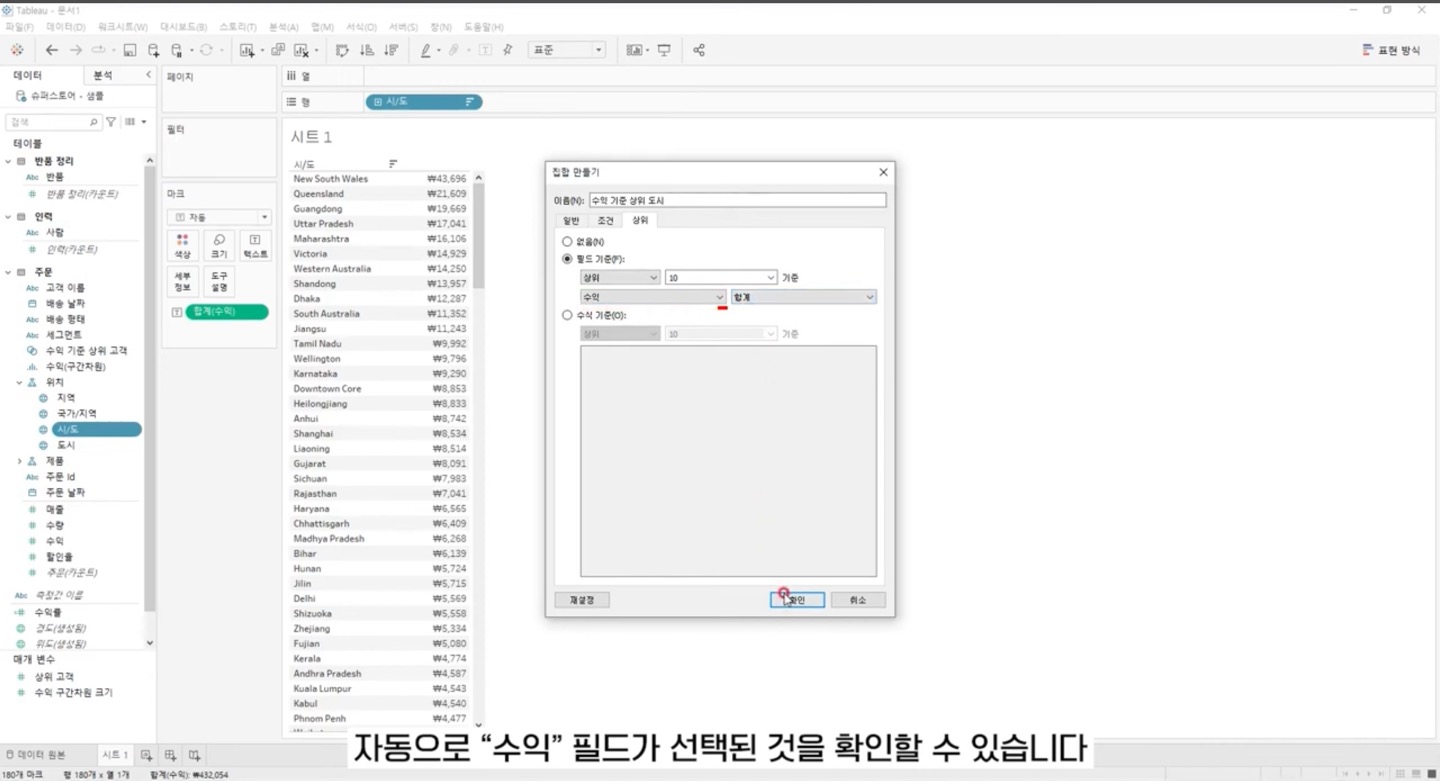 Tableau - 문서1
파일(F) 데이터(D) 워크시트(W) 대시보드(B) 스토리(T) 분석(A) 맵(M) 서식(O) 서버(S) 창(N) 도움말(H)
표준
표현 방식
데이터 분석
슈퍼스토어 - 샘플
검색
테이블
반품 정리
Abc 반품
# 반품 정리(카운트)
인력
Abc 사람
# 인력(카운트)
주문
Abc 고객 이름
배송 날짜
Abc 배송 형태
Abc 세그먼트
수익 기준 상위 고객
수익(구간차원)
위치
지역
국가/지역
시/도
도시
제품
Abc 주문 Id
주문 날짜
# 매출
# 수량
# 수익
# 할인율
# 주문(카운트)
Abc 측정값 이름
# 수익률
경도(생성됨)
위도(생성됨)
매개 변수
# 상위 고객
# 수익 구간차원 크기
페이지
필터
마크
자동
색상 크기 텍스트
세부 정보 도구 설명
합계(수익)
열
행 시/도
시트 1
시/도
New South Wales ₩43,696
Queensland ₩21,609
Guangdong ₩19,669
Uttar Pradesh ₩17,041
Maharashtra ₩16,106
Victoria ₩14,929
Western Australia ₩14,250
Shandong ₩13,957
Dhaka ₩12,287
South Australia ₩11,352
Jiangsu ₩11,243
Tamil Nadu ₩9,992
Wellington ₩9,796
Karnataka ₩9,290
Downtown Core ₩8,853
Heilongjiang ₩8,833
Anhui ₩8,742
Shanghai ₩8,534
Liaoning ₩8,514
Gujarat ₩8,091
Sichuan ₩7,983
Rajasthan ₩7,041
Haryana ₩6,565
Chhattisgarh ₩6,409
Madhya Pradesh ₩6,268
Bihar ₩6,139
Hunan ₩5,724
Jilin ₩5,715
Delhi ₩5,569
Shizuoka ₩5,558
Zhejiang ₩5,334
Fujian ₩5,080
Kerala ₩4,774
Andhra Pradesh ₩4,587
Kuala Lumpur ₩4,543
Kabul ₩4,540
Phnom Penh ₩4,477
집합 만들기
이름(N): 수익 기준 상위 도시
일반 조건 상위
없음(N)
필드 기준(F):
상위 10 기준
수익 합계
수식 기준(O):
상위 10 기준
재설정 확인 취소
자동으로 “수익” 필드가 선택된 것을 확인할 수 있습니다
데이터 원본 시트 1
180개 마크 행 180개 x 열 1개 합계(수익): ₩432,054